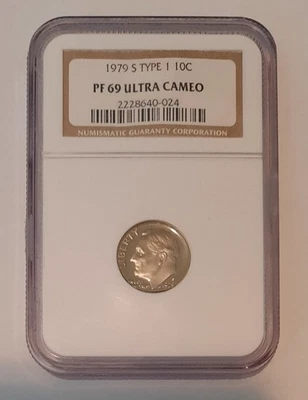 1979 S TYPE 1 10C
PF 69 ULTRA CAMEO
2228640-024
NUMISMATIC GUARANTY CORPORATION
LIBERTY